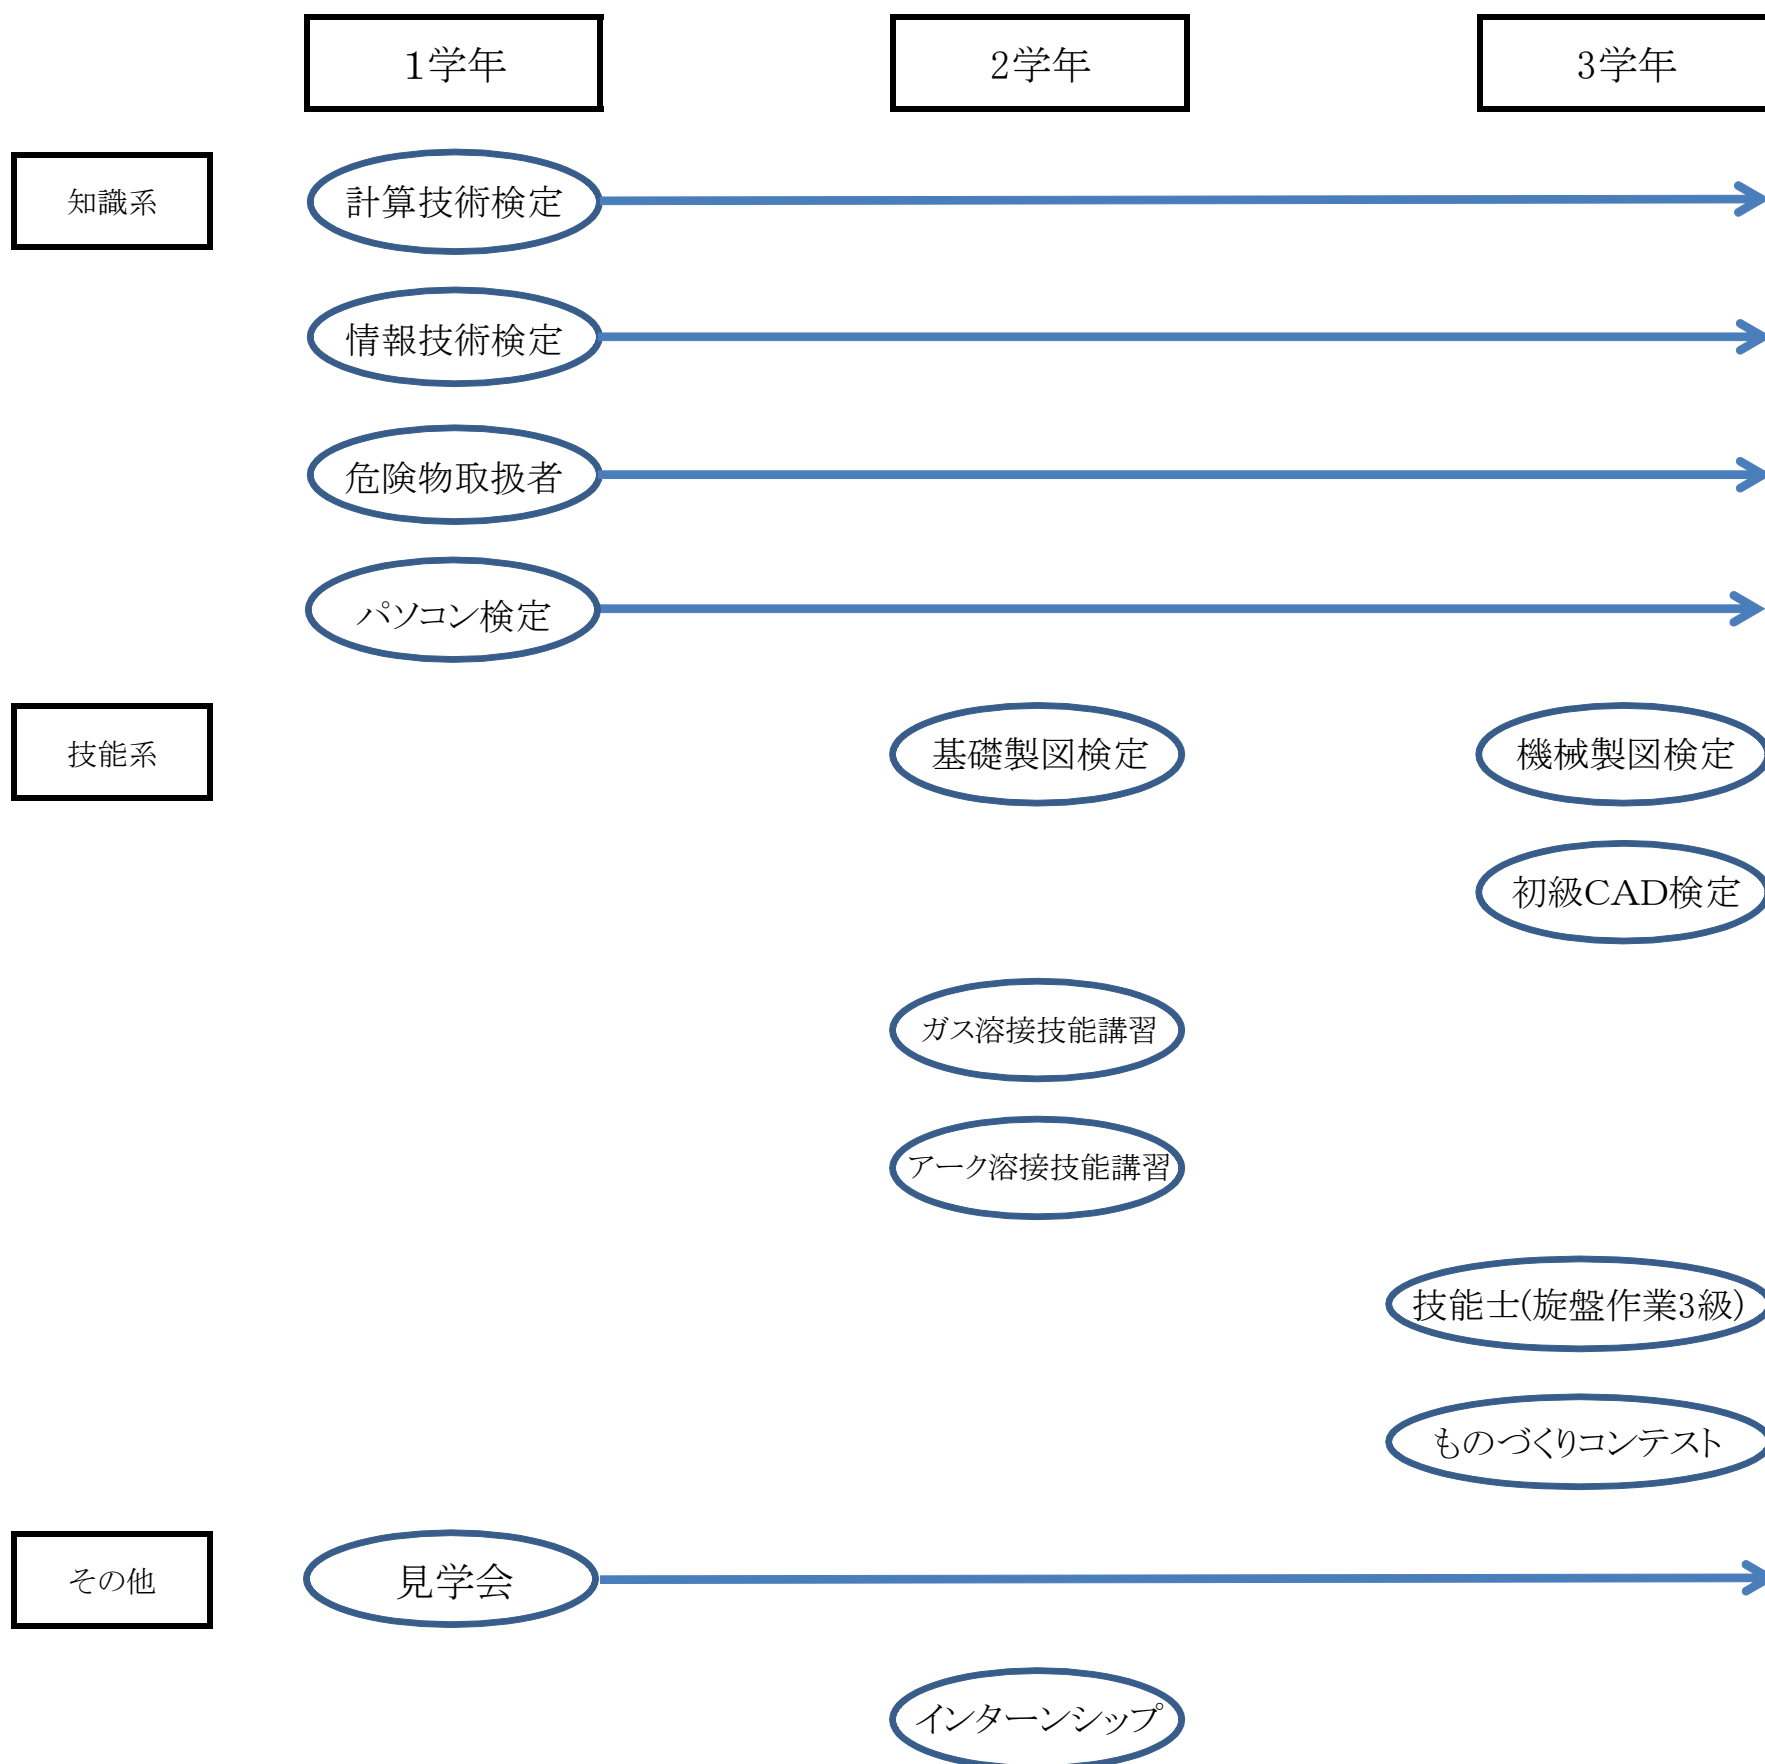 1学年
2学年
3学年
知識系
計算技術検定
情報技術検定
危険物取扱者
パソコン検定
技能系
基礎製図検定
機械製図検定
初級CAD検定
ガス溶接技能講習
アーク溶接技能講習
技能士(旋盤作業3級)
ものづくりコンテスト
その他
見学会
インターンシップ